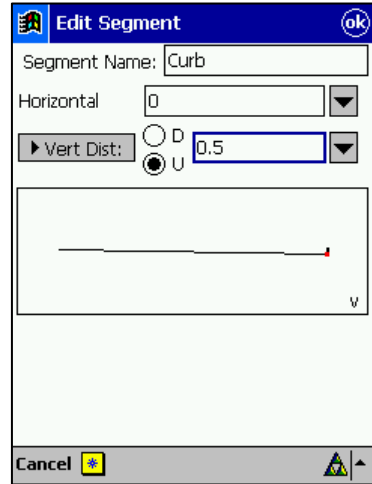 Edit Segment ok
Segment Name: Curb
Horizontal 0
Vert Dist: D
U 0.5
V
Cancel